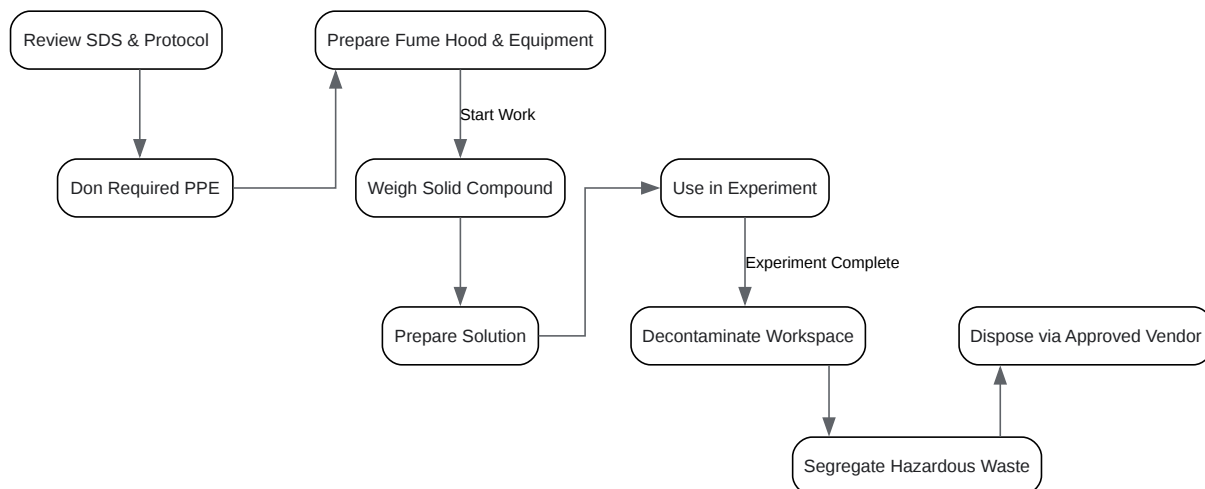 Review SDS & Protocol
Prepare Fume Hood & Equipment
Start Work
Don Required PPE
Weigh Solid Compound
Use in Experiment
Experiment Complete
Prepare Solution
Decontaminate Workspace
Dispose via Approved Vendor
Segregate Hazardous Waste